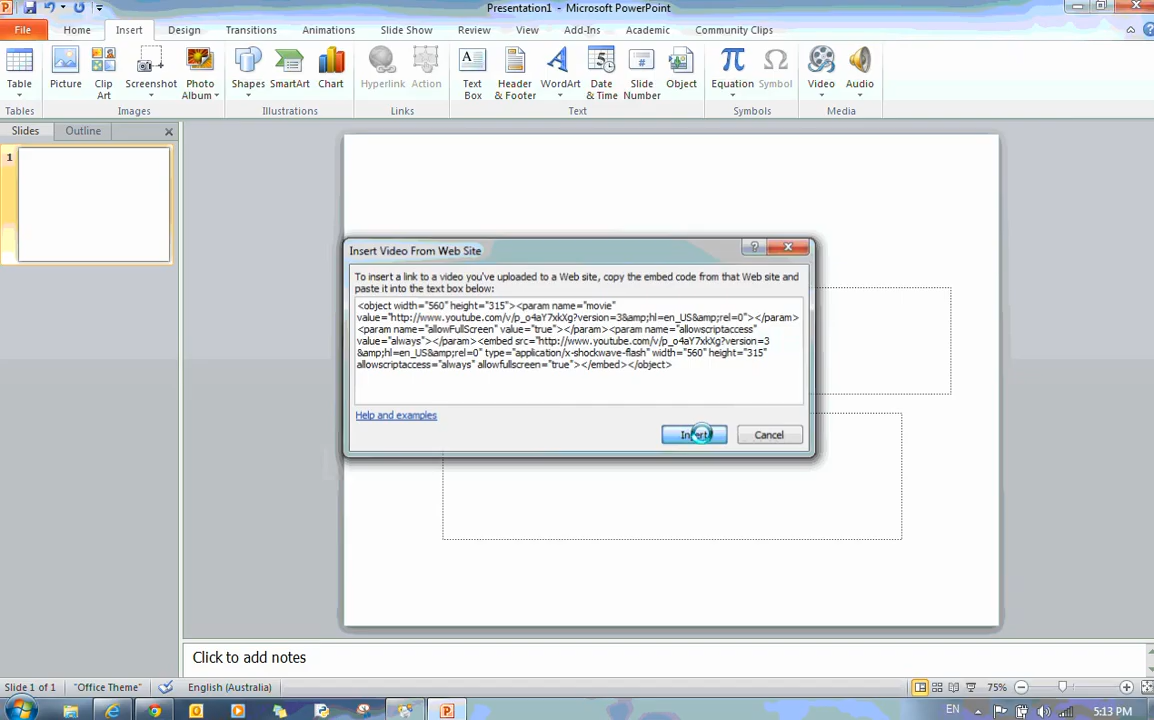 Presentation1 - Microsoft PowerPoint
File Home Insert Design Transitions Animations Slide Show Review View Add-Ins Academic Community Clips
Table Picture Clip Art Screenshot Photo Album Shapes SmartArt Chart Hyperlink Action Text Box Header & Footer WordArt Date & Time Slide Number Object Equation Symbol Video Audio
Tables Images Illustrations Links Text Symbols Media
Slides Outline
1
Insert Video From Web Site
To insert a link to a video you've uploaded to a Web site, copy the embed code from that Web site and
paste it into the text box below:
<object width="560" height="315"><param name="movie"
value="http://www.youtube.com/v/p_o4aY7xkXg?version=3&amp;hl=en_US&amp;rel=0"></param>
<param name="allowFullScreen" value="true"></param><param name="allowscriptaccess"
value="always"></param><embed src="http://www.youtube.com/v/p_o4aY7xkXg?version=3
&amp;hl=en_US&amp;rel=0" type="application/x-shockwave-flash" width="560" height="315"
allowscriptaccess="always" allowfullscreen="true"></embed></object>
Help and examples
Insert Cancel
Click to add notes
Slide 1 of 1 "Office Theme" English (Australia) 75%
EN 5:13 PM